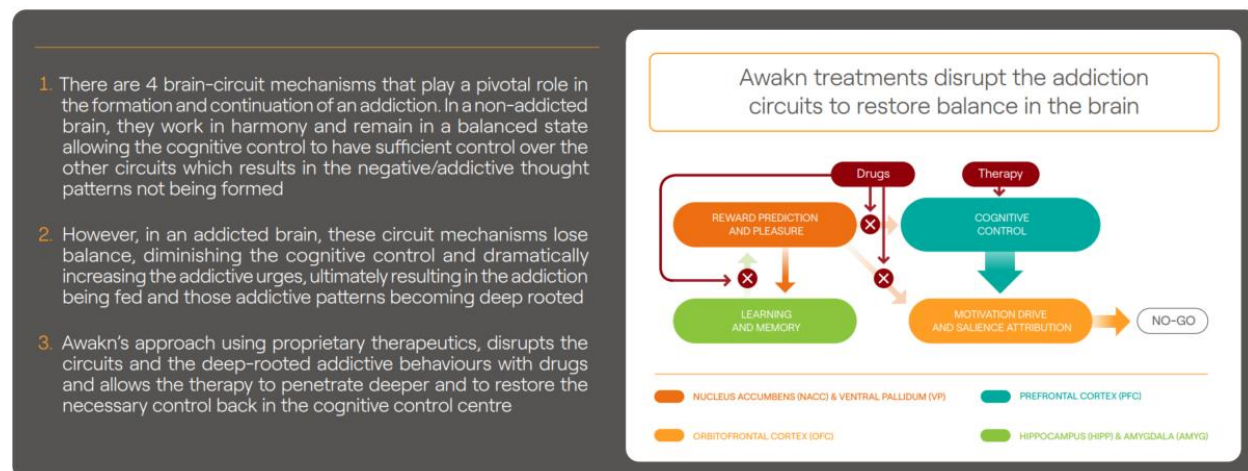 1. There are 4 brain-circuit mechanisms that play a pivotal role in
the formation and continuation of an addiction. In a non-addicted
brain, they work in harmony and remain in a balanced state
allowing the cognitive control to have sufficient control over the
other circuits which results in the negative/addictive thought
patterns not being formed
2. However, in an addicted brain, these circuit mechanisms lose
balance, diminishing the cognitive control and dramatically
increasing the addictive urges, ultimately resulting in the addiction
being fed and those addictive patterns becoming deep rooted
3. Awakn's approach using proprietary therapeutics, disrupts the
circuits and the deep-rooted addictive behaviours with drugs
and allows the therapy to penetrate deeper and to restore the
necessary control back in the cognitive control centre
Awakn treatments disrupt the addiction
circuits to restore balance in the brain
Drugs
Therapy
REWARD PREDICTION
AND PLEASURE
COGNITIVE
CONTROL
LEARNING
AND MEMORY
MOTIVATION DRIVE
AND SALIENCE ATTRIBUTION
NO-GO
NUCLEUS ACCUMBENS (NACC) & VENTRAL PALLIDUM (VP)
PREFRONTAL CORTEX (PFC)
ORBITOFRONTAL CORTEX (OFC)
HIPPOCAMPUS (HIPP) & AMYGDALA (AMYG)